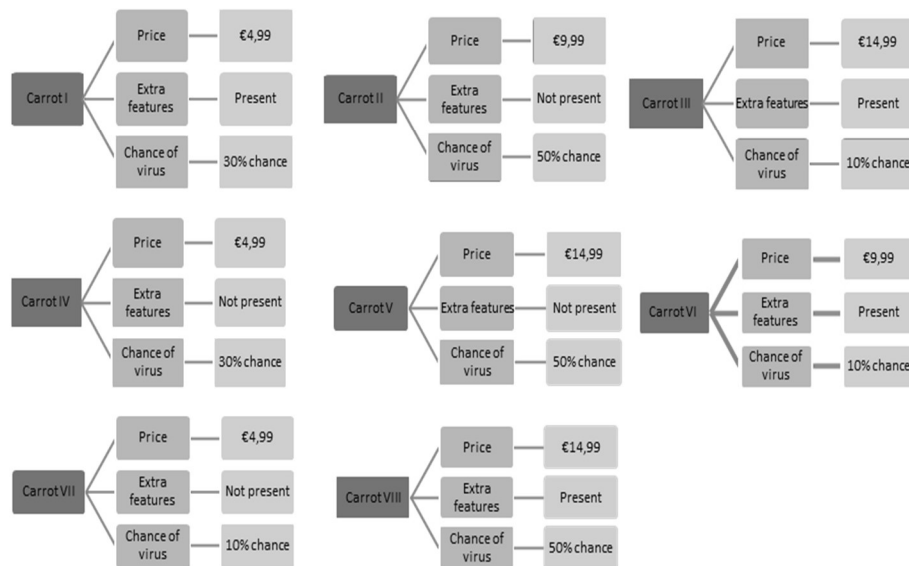 Carrot I
Price
€4,99
Extra
features
Present
Chance of
virus
30% chance
Carrot II
Price
€9,99
Extra
features
Not present
Chance of
virus
50% chance
Carrot III
Price
€14,99
Extra features
Present
Chance of
virus
10% chance
Carrot IV
Price
€4,99
Extra
features
Not present
Chance of
virus
30% chance
Carrot V
Price
€14,99
Extra features
Not present
Chance of
virus
50% chance
Carrot VI
Price
€9,99
Extra
features
Present
Chance of
virus
10% chance
Carrot VII
Price
€4,99
Extra
features
Not present
Chance of
virus
10% chance
Carrot VIII
Price
€14,99
Extra
features
Present
Chance of
virus
50% chance